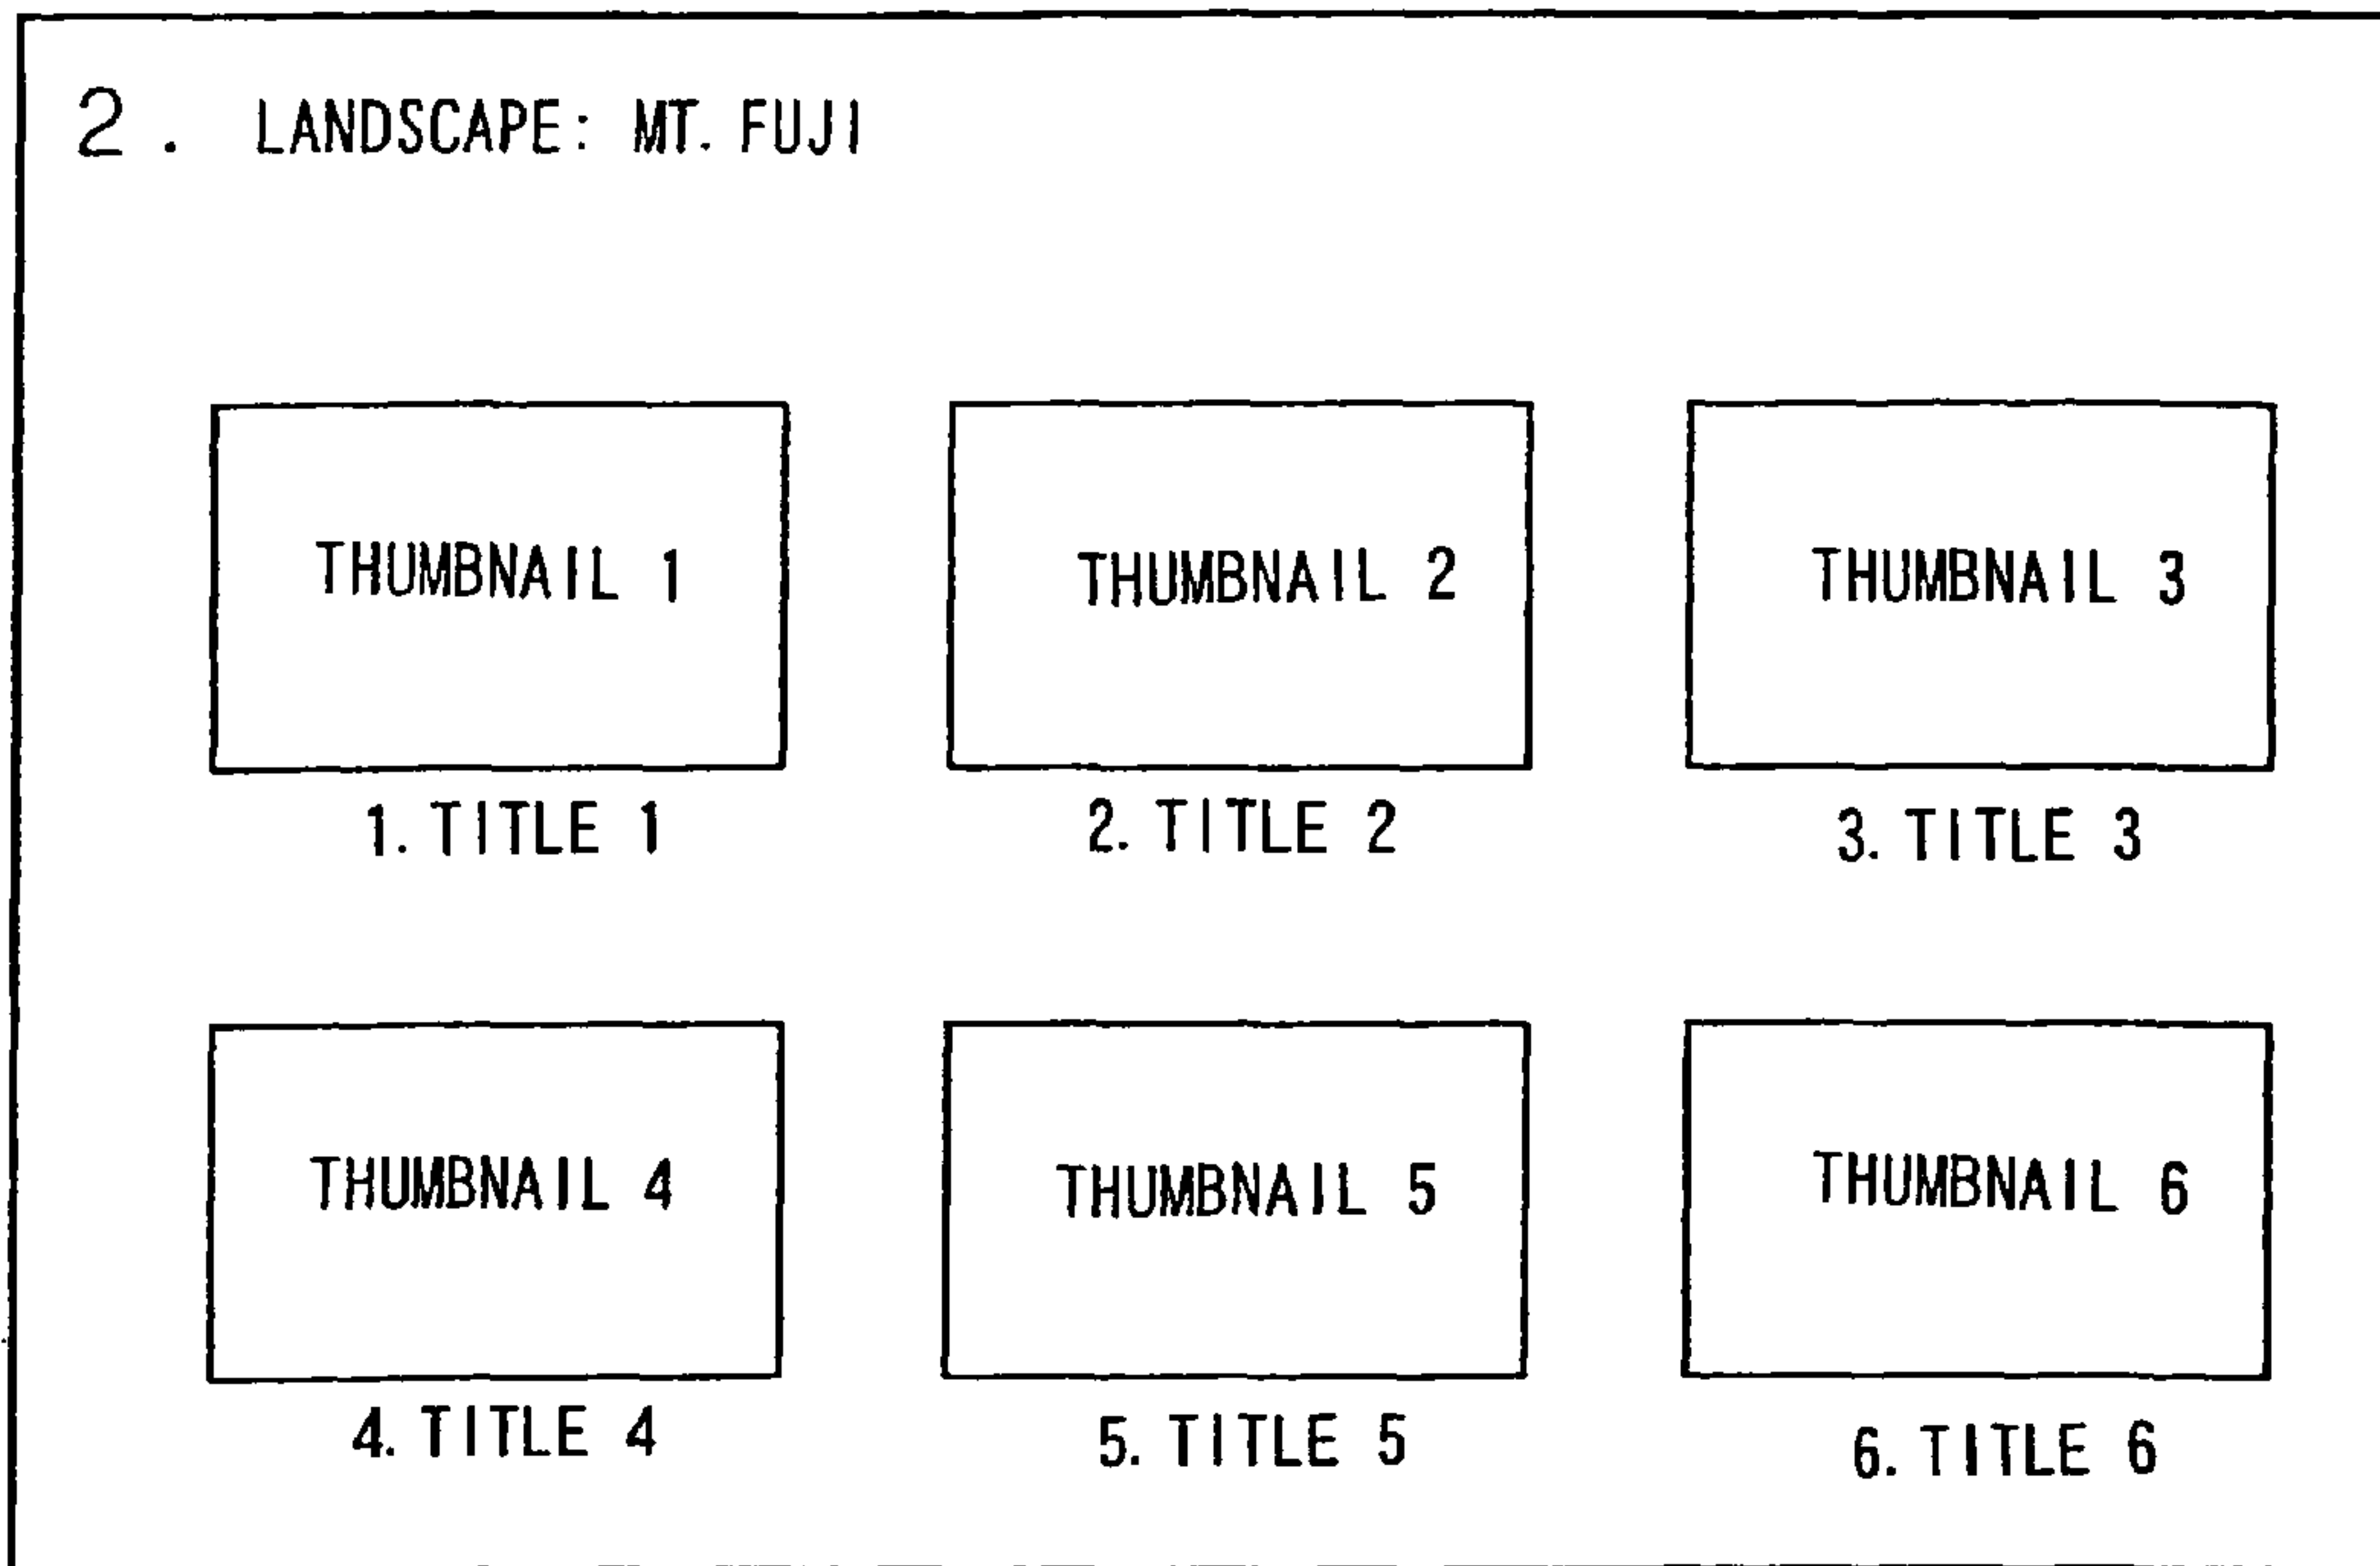 2. LANDSCAPE: MT. FUJI
THUMBNAIL 1 THUMBNAIL 2 THUMBNAIL 3
1. TITLE 1 2. TITLE 2 3. TITLE 3
THUMBNAIL 4 THUMBNAIL 5 THUMBNAIL 6
4. TITLE 4 5. TITLE 5 6. TITLE 6